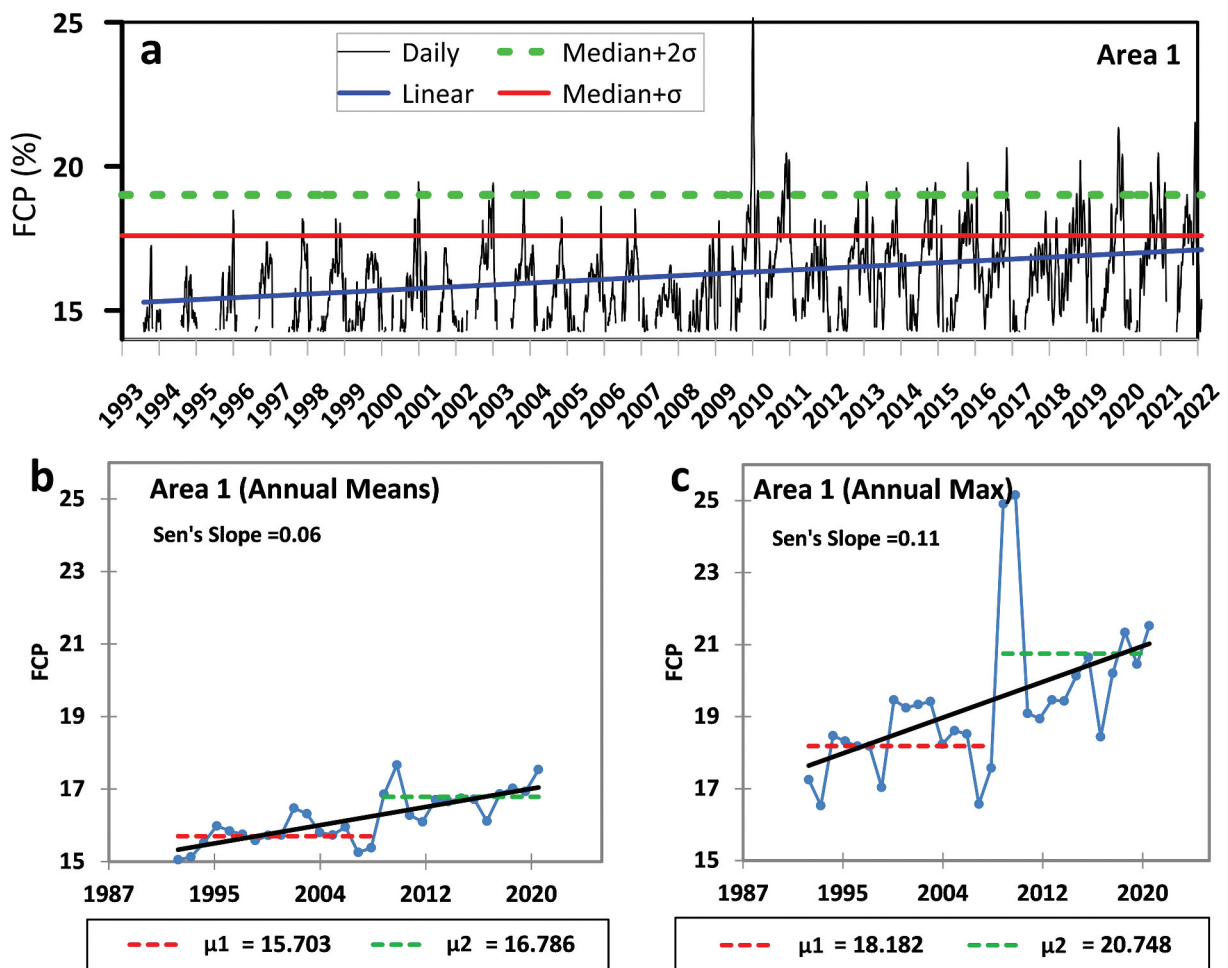 a
Daily
Median+2σ
Linear
Median+σ
Area 1
FCP (%)
25
20
15
1993 1994 1995 1996 1997 1998 1999 2000 2001 2002 2003 2004 2005 2006 2007 2008 2009 2010 2011 2012 2013 2014 2015 2016 2017 2018 2019 2020 2021 2022
b
Area 1 (Annual Means)
Sen's Slope =0.06
FCP
25
23
21
19
17
15
1987 1995 2004 2012 2020
μ1 = 15.703 μ2 = 16.786
c
Area 1 (Annual Max)
Sen's Slope =0.11
FCP
25
23
21
19
17
15
1987 1995 2004 2012 2020
μ1 = 18.182 μ2 = 20.748